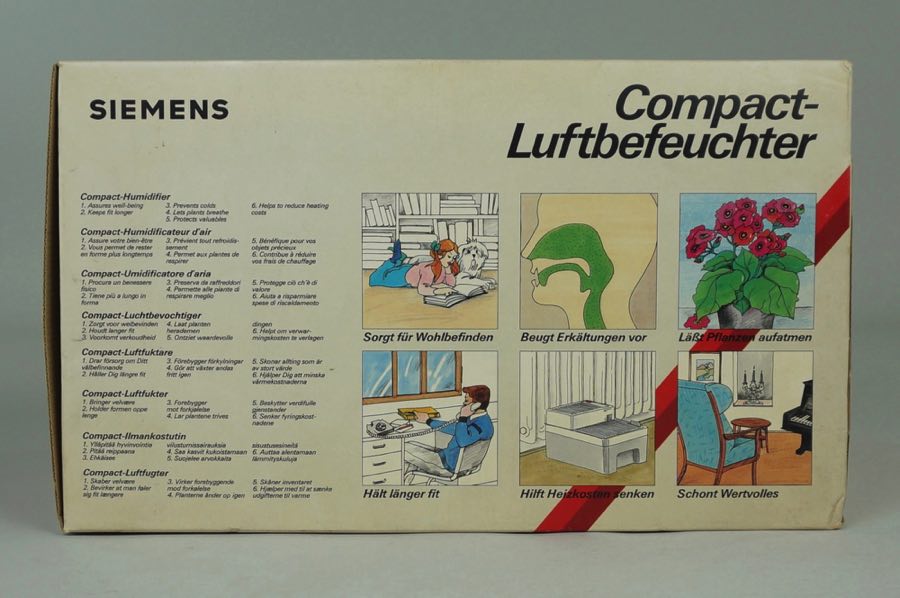 SIEMENS
Compact-
Luftbefeuchter
Compact-Humidifier
1. Assures well-being
2. Keeps fit longer
3. Prevents colds
4. Lets plants breathe
5. Protects valuables
6. Helps to reduce heating
costs
Compact-Humidificateur d'air
1. Assure votre bien-être
2. Vous permet de rester
en forme plus longtemps
3. Prévient tout refroidis-
sement
4. Permet aux plantes de
respirer
5. Bénéfique pour vos
objets précieux
6. Contribue à réduire
vos frais de chauffage
Compact-Umidificatore d'aria
1. Procura un benessere
fisico
2. Tiene più a lungo in
forma
3. Preserva da raffreddori
4. Permette alle piante di
respirare meglio
5. Protegge ciò ch'è di
valore
6. Aiuta a risparmiare
spese di riscaldamento
Compact-Luchtbevochtiger
1. Zorgt voor welbevinden
2. Houdt langer fit
3. Voorkomt verkoudheid
4. Laat planten
herademen
5. Ontziet waardevolle
dingen
6. Helpt om verwar-
mingskosten te verlagen
Compact-Luftfuktare
1. Drar försorg om Ditt
välbefinnande
2. Håller Dig längre fit
3. Förebygger förkylningar
4. Gör att växter andas
fritt igen
5. Skonar allting som är
av stort värde
6. Hjälper Dig att minska
värmekostnaderna
Compact-Luftfukter
1. Bringer velvære
2. Holder formen oppe
lenge
3. Forebygger
mot forkjølelse
4. Lar plantene trives
5. Beskytter verdifulle
gjenstander
6. Senker fyringskost-
nadene
Compact-Ilmankostutin
1. Ylläpitää hyvinvointia
2. Pitää reippaana
3. Ehkäisee
vilustumissairauksia
4. Saa kasvit kukoistamaan
5. Suojelee arvokkaita
sisustusesineitä
6. Auttaa alentamaan
lämmityskuluja
Compact-Luftfugter
1. Skaber velvære
2. Bevirker at man føler
sig fit længere
3. Virker forebyggende
mod forkølelse
4. Planterne ånder op igen
5. Skåner inventaret
6. Hjælper med til at sænke
udgifterne til varme
Sorgt für Wohlbefinden
Beugt Erkältungen vor
Läßt Pflanzen aufatmen
Hält länger fit
Hilft Heizkosten senken
Schont Wertvolles